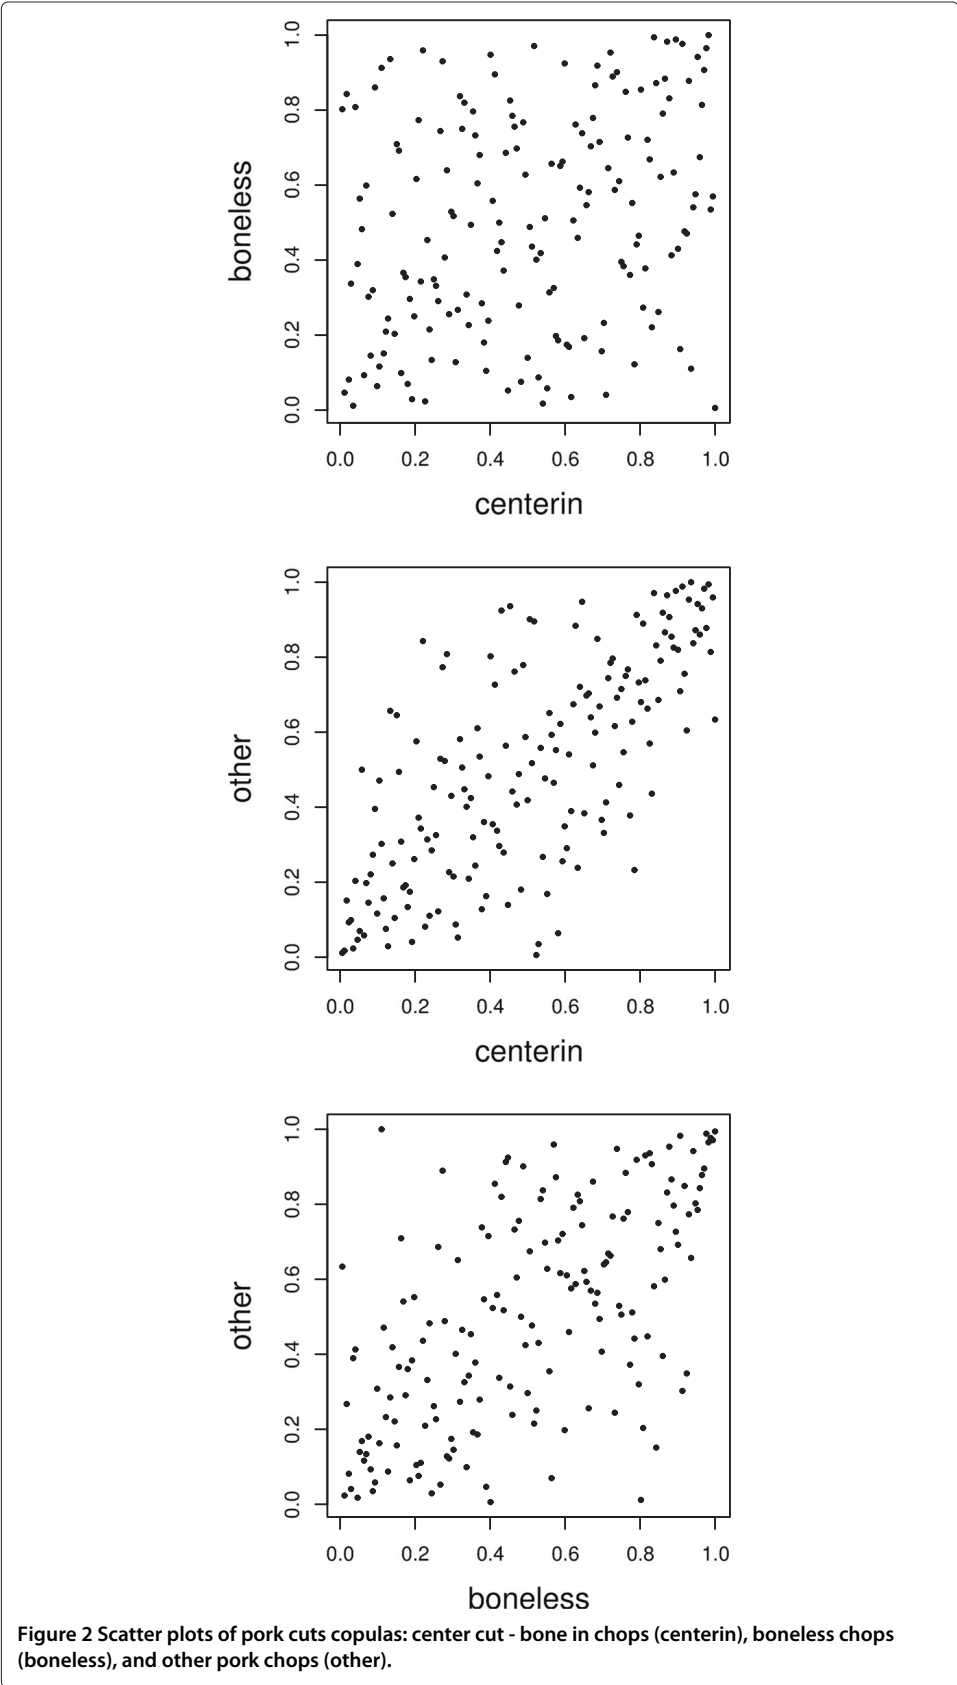 boneless
1.0
0.8
0.6
0.4
0.2
0.0
0.0 0.2 0.4 0.6 0.8 1.0
centerin
other
1.0
0.8
0.6
0.4
0.2
0.0
0.0 0.2 0.4 0.6 0.8 1.0
centerin
other
1.0
0.8
0.6
0.4
0.2
0.0
0.0 0.2 0.4 0.6 0.8 1.0
boneless
Figure 2 Scatter plots of pork cuts copulas: center cut - bone in chops (centerin), boneless chops
(boneless), and other pork chops (other).